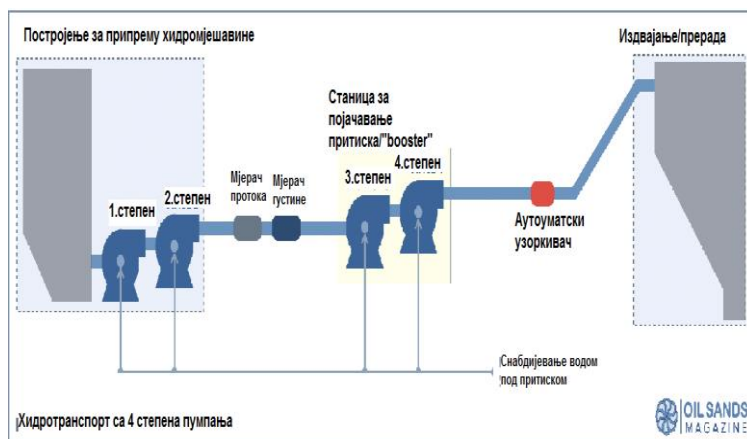 Постројење за припрему хидромјешавине
Издвајање/прерада
Станица за
појачавање
притиска/"booster"
1.степен
2.степен
Мјерач
протока
Мјерач
густине
3.степен
4.степен
Аутоуматски
узоркивач
Снабдијевање водом
под притиском
Хидротранспорт са 4 степена пумпања
OIL SANDS
MAGAZINE